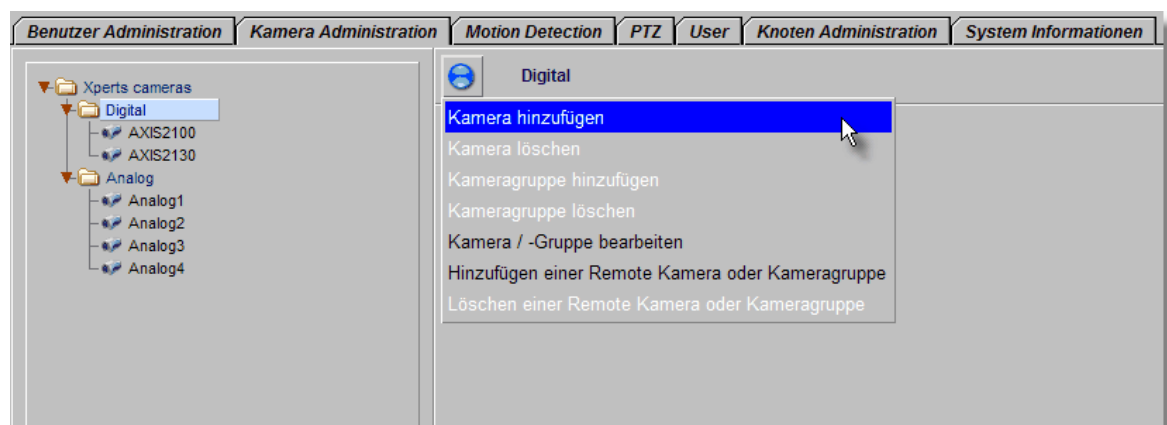 Benutzer Administration Kamera Administration Motion Detection PTZ User Knoten Administration System Informationen
Xperts cameras
Digital
AXIS2100
AXIS2130
Analog
Analog1
Analog2
Analog3
Analog4
Digital
Kamera hinzufügen
Kamera löschen
Kameragruppe hinzufügen
Kameragruppe löschen
Kamera / -Gruppe bearbeiten
Hinzufügen einer Remote Kamera oder Kameragruppe
Löschen einer Remote Kamera oder Kameragruppe